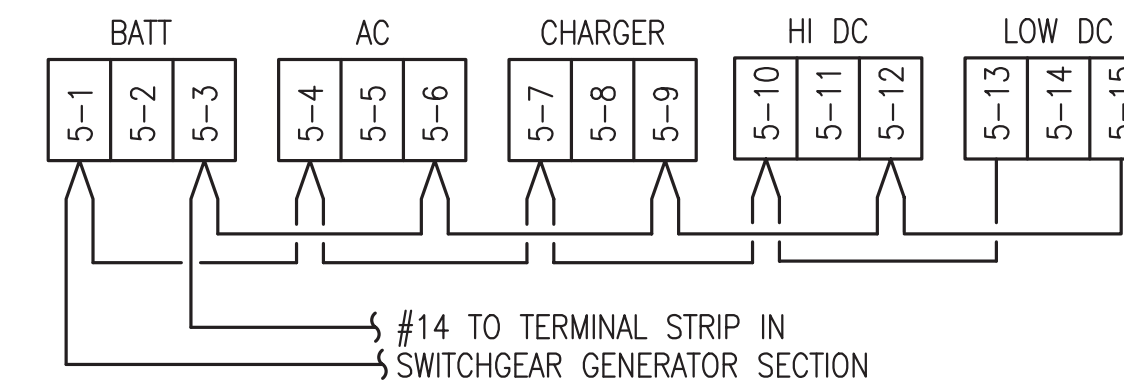 BATT AC CHARGER HI DC LOW DC
5-1 5-2 5-3 5-4 5-5 5-6 5-7 5-8 5-9 5-10 5-11 5-12 5-13 5-14 5-15
#14 TO TERMINAL STRIP IN
SWITCHGEAR GENERATOR SECTION